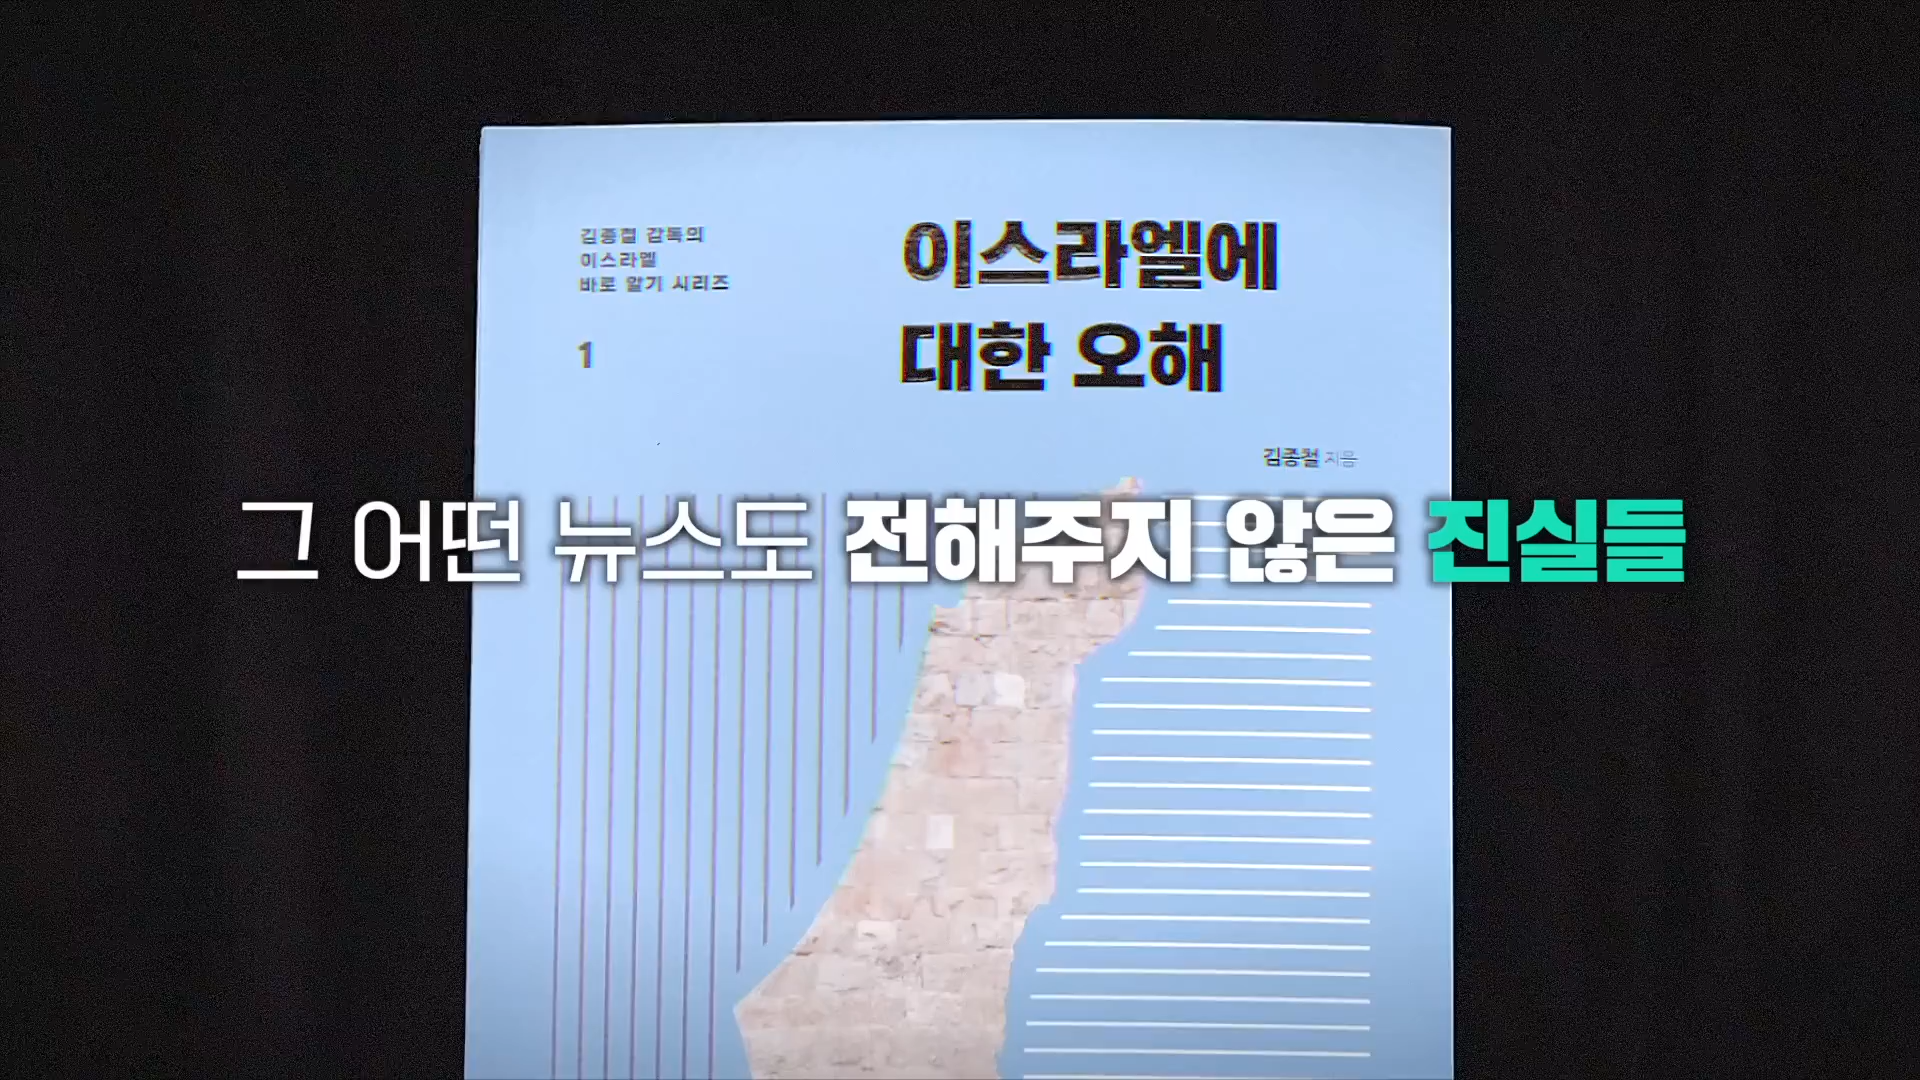 김종철 감독의
이스라엘
바로 알기 시리즈
1
이스라엘에
대한 오해
김종철 지음
그 어떤 뉴스도 전해주지 않은 진실들